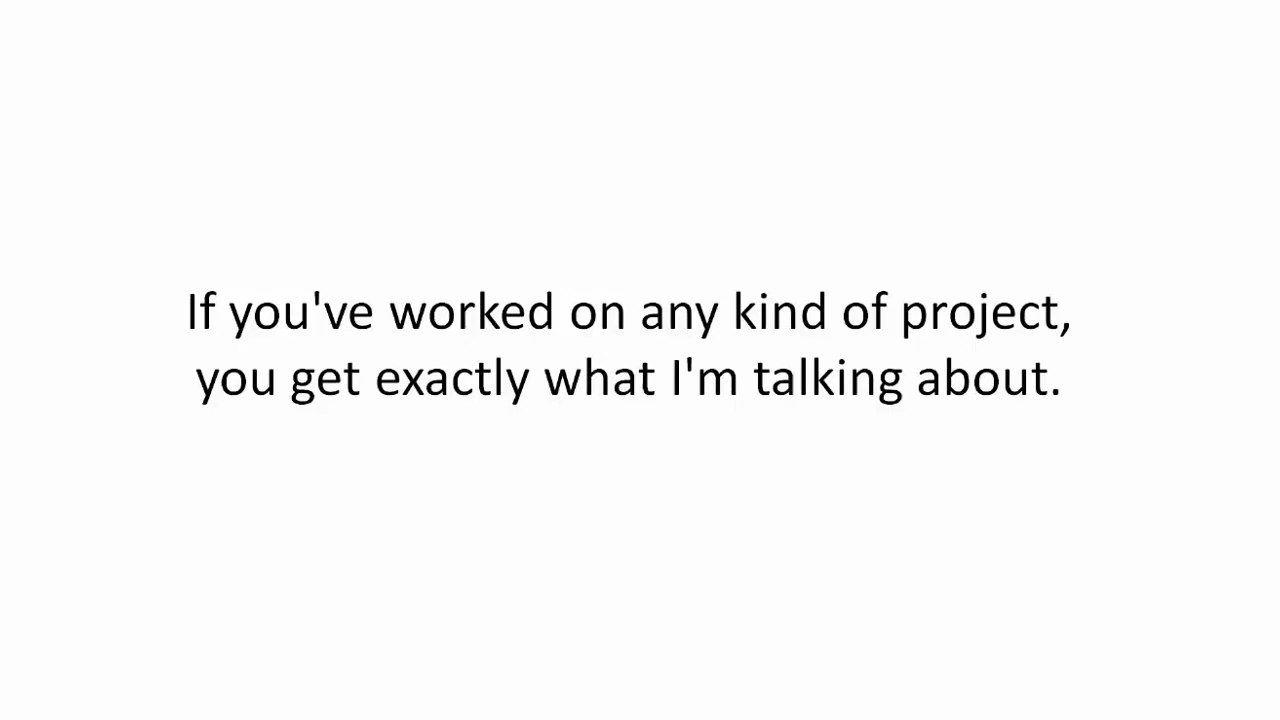 If you've worked on any kind of project,
you get exactly what I'm talking about.